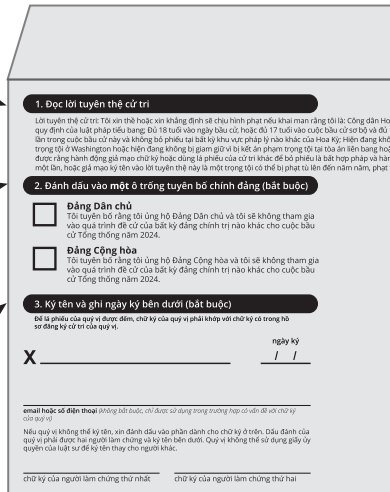 1. Đọc lời tuyên thệ cử tri
Lời tuyên thệ cử tri: Tôi xin thề hoặc xin khẳng định sẽ chịu hình phạt nếu khai man rằng tôi là: Công dân Ho
quy định của luật pháp tiểu bang; Đủ 18 tuổi vào ngày bầu cử, hoặc đủ 17 tuổi vào cuộc bầu cử sơ bộ và đủ
lần trong cuộc bầu cử này và không bỏ phiếu tại bất kỳ khu vực pháp lý nào khác của Hoa Kỳ; Hiện đang không
trọng tội ở Washington hoặc hiện đang không bị giam giữ vì bị kết án phạm trọng tội tại tòa án liên bang hoặc
được rằng hành động giả mạo chữ ký hoặc dùng lá phiếu của cử tri khác để bỏ phiếu là bất hợp pháp và hàn
một lần, hoặc giả mạo ký tên vào lời tuyên thệ này là một trọng tội có thể bị phạt tù lên đến năm năm, phạt
2. Đánh dấu vào một ô trống tuyên bố chính đảng (bắt buộc)
Đảng Dân chủ
Tôi tuyên bố rằng tôi ủng hộ Đảng Dân chủ và tôi sẽ không tham gia
vào quá trình đề cử của bất kỳ đảng chính trị nào khác cho cuộc bầu
cử Tổng thống năm 2024.
Đảng Cộng hòa
Tôi tuyên bố rằng tôi ủng hộ Đảng Cộng hòa và tôi sẽ không tham gia
vào quá trình đề cử của bất kỳ đảng chính trị nào khác cho cuộc bầu
cử Tổng thống năm 2024.
3. Ký tên và ghi ngày ký bên dưới (bắt buộc)
Để lá phiếu của quý vị được đếm, chữ ký của quý vị phải khớp với chữ ký có trong hồ
sơ đăng ký cử tri của quý vị.
ngày ký
X / /
email hoặc số điện thoại (không bắt buộc, chỉ được sử dụng trong trường hợp có vấn đề với chữ ký
của quý vị)
Nếu quý vị không thể ký tên, xin đánh dấu vào phần dành cho chữ ký ở trên. Dấu đánh của
quý vị phải được hai người làm chứng và ký tên bên dưới. Quý vị không thể sử dụng giấy ủy
quyền của luật sư để ký tên thay cho người khác.
chữ ký của người làm chứng thứ nhất chữ ký của người làm chứng thứ hai